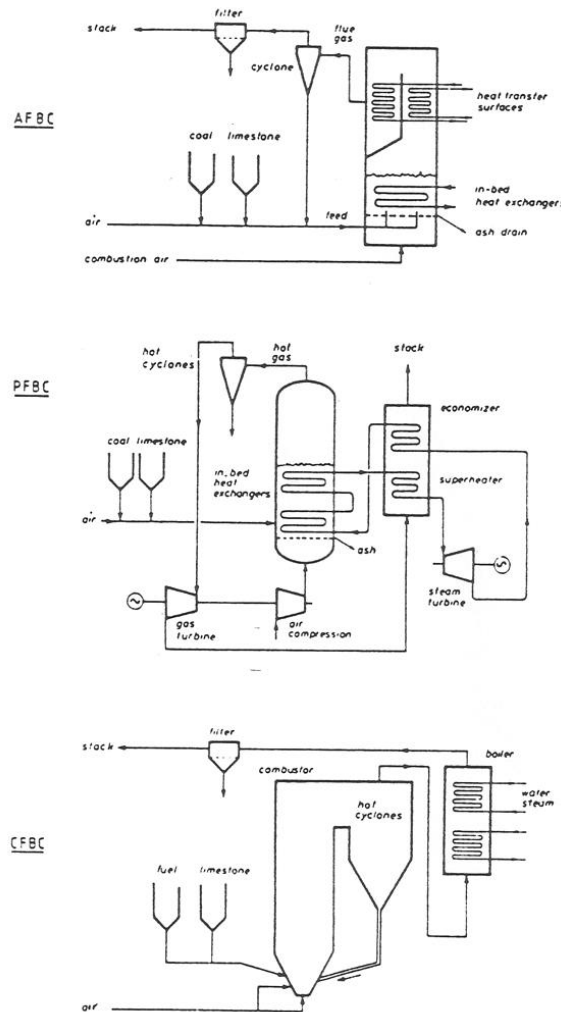 AFBC
stack
filter
flue
gas
cyclone
heat transfer
surfaces
coal
limestone
in-bed
heat exchangers
air
feed
ash drain
combustion air
PFBC
hot
cyclones
hot
gas
stack
economizer
coal
limestone
in-bed
heat
exchangers
superheater
air
ash
steam
turbine
gas
turbine
air
compression
CFBC
stack
filter
combustor
boiler
hot
cyclones
water
steam
fuel
limestone
air